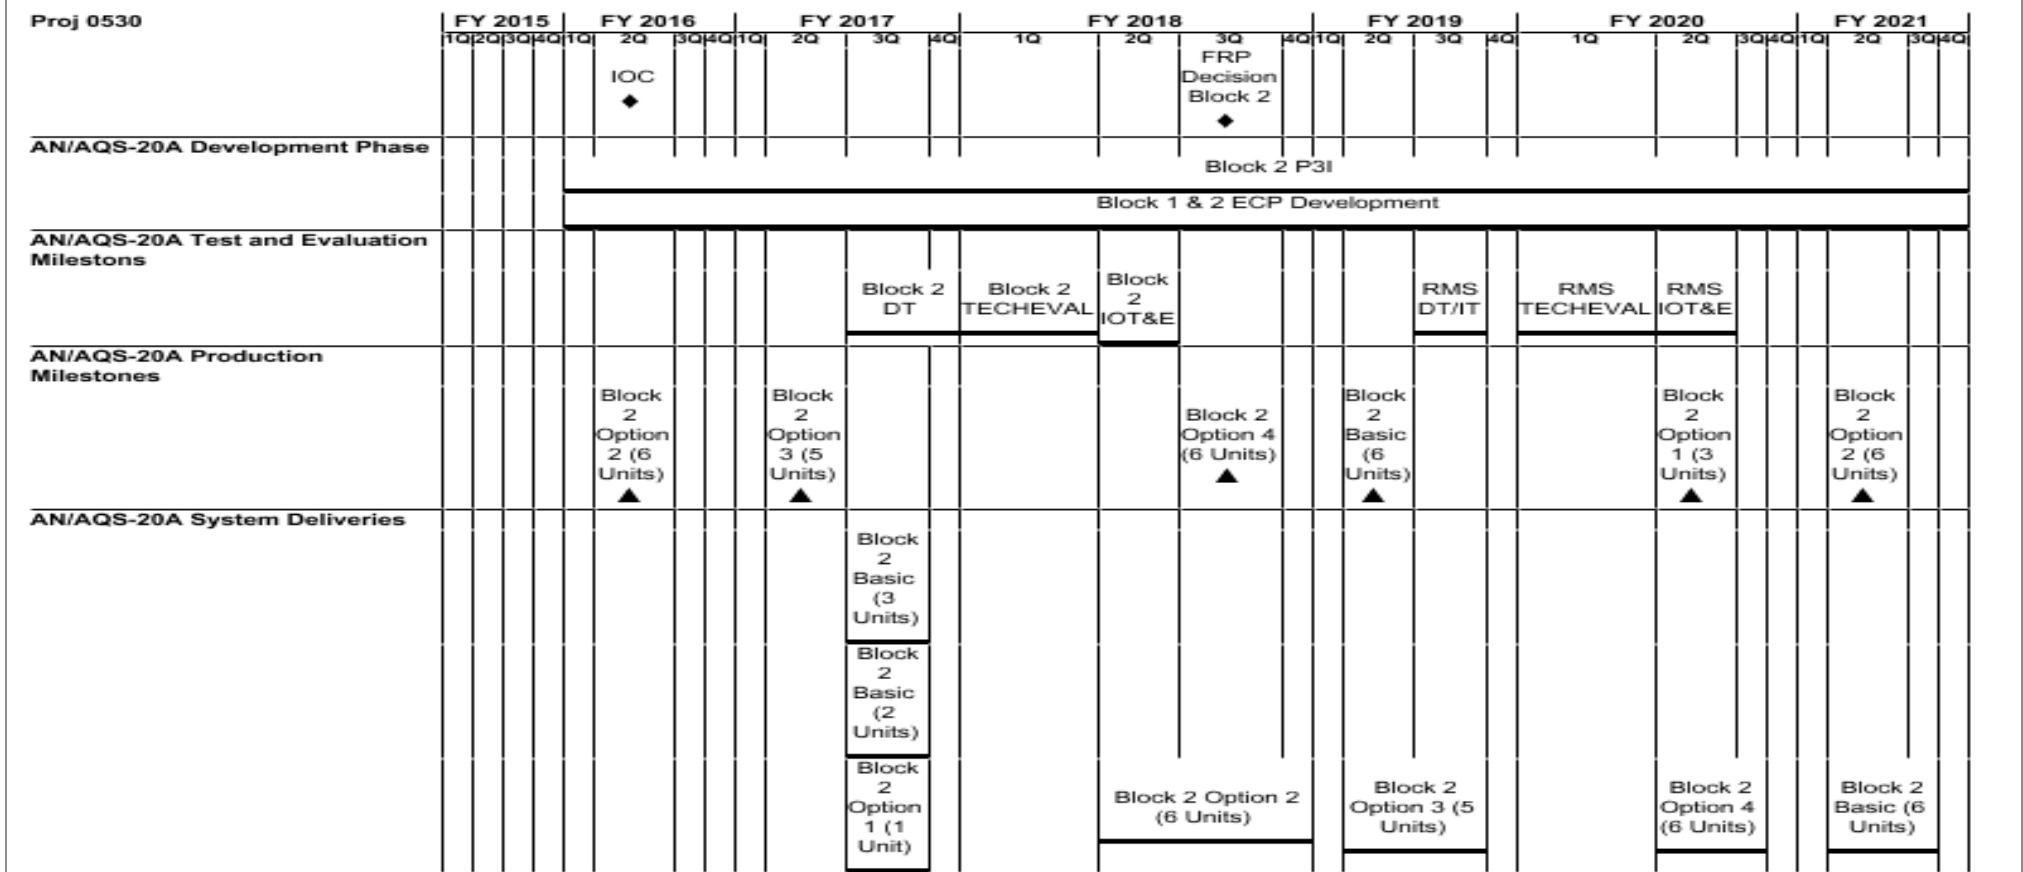 Proj 0530 FY 2015 FY 2016 FY 2017 FY 2018 FY 2019 FY 2020 FY 2021
1Q 2Q 3Q 4Q 1Q 2Q 3Q 4Q 1Q 2Q 3Q 4Q 1Q 2Q 3Q 4Q 1Q 2Q 3Q 4Q 1Q 2Q 3Q 4Q 1Q 2Q 3Q 4Q
IOC
FRP
Decision
Block 2
AN/AQS-20A Development Phase
Block 2 P3I
Block 1 & 2 ECP Development
AN/AQS-20A Test and Evaluation
Milestons
Block 2
DT
Block 2
TECHEVAL
Block
2
IOT&E
RMS
DT/IT
RMS
TECHEVAL
RMS
IOT&E
AN/AQS-20A Production
Milestones
Block
2
Option
2 (6
Units)
Block
2
Option
3 (5
Units)
Block 2
Option 4
(6 Units)
Block
2
Basic
(6
Units)
Block
2
Option
1 (3
Units)
Block
2
Option
2 (6
Units)
AN/AQS-20A System Deliveries
Block
2
Basic
(3
Units)
Block
2
Basic
(2
Units)
Block
2
Option
1 (1
Unit)
Block 2 Option 2
(6 Units)
Block 2
Option 3 (5
Units)
Block 2
Option 4
(6 Units)
Block 2
Basic (6
Units)